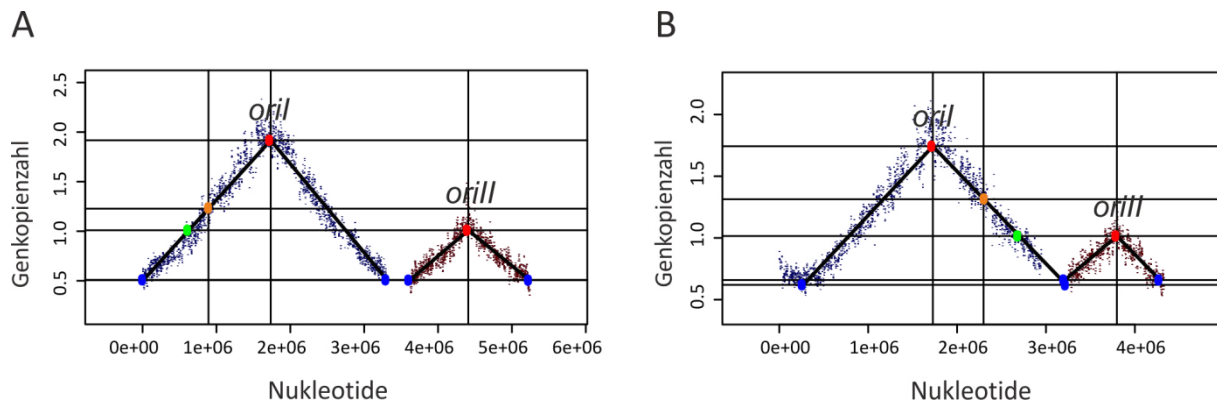 A
B
Genkopienzahl
2.5
2.0
1.5
1.0
0.5
oriI
oriII
0e+00 1e+06 2e+06 3e+06 4e+06 5e+06 6e+06
Nukleotide
Genkopienzahl
2.0
1.5
1.0
0.5
oriI
oriII
0e+00 1e+06 2e+06 3e+06 4e+06
Nukleotide